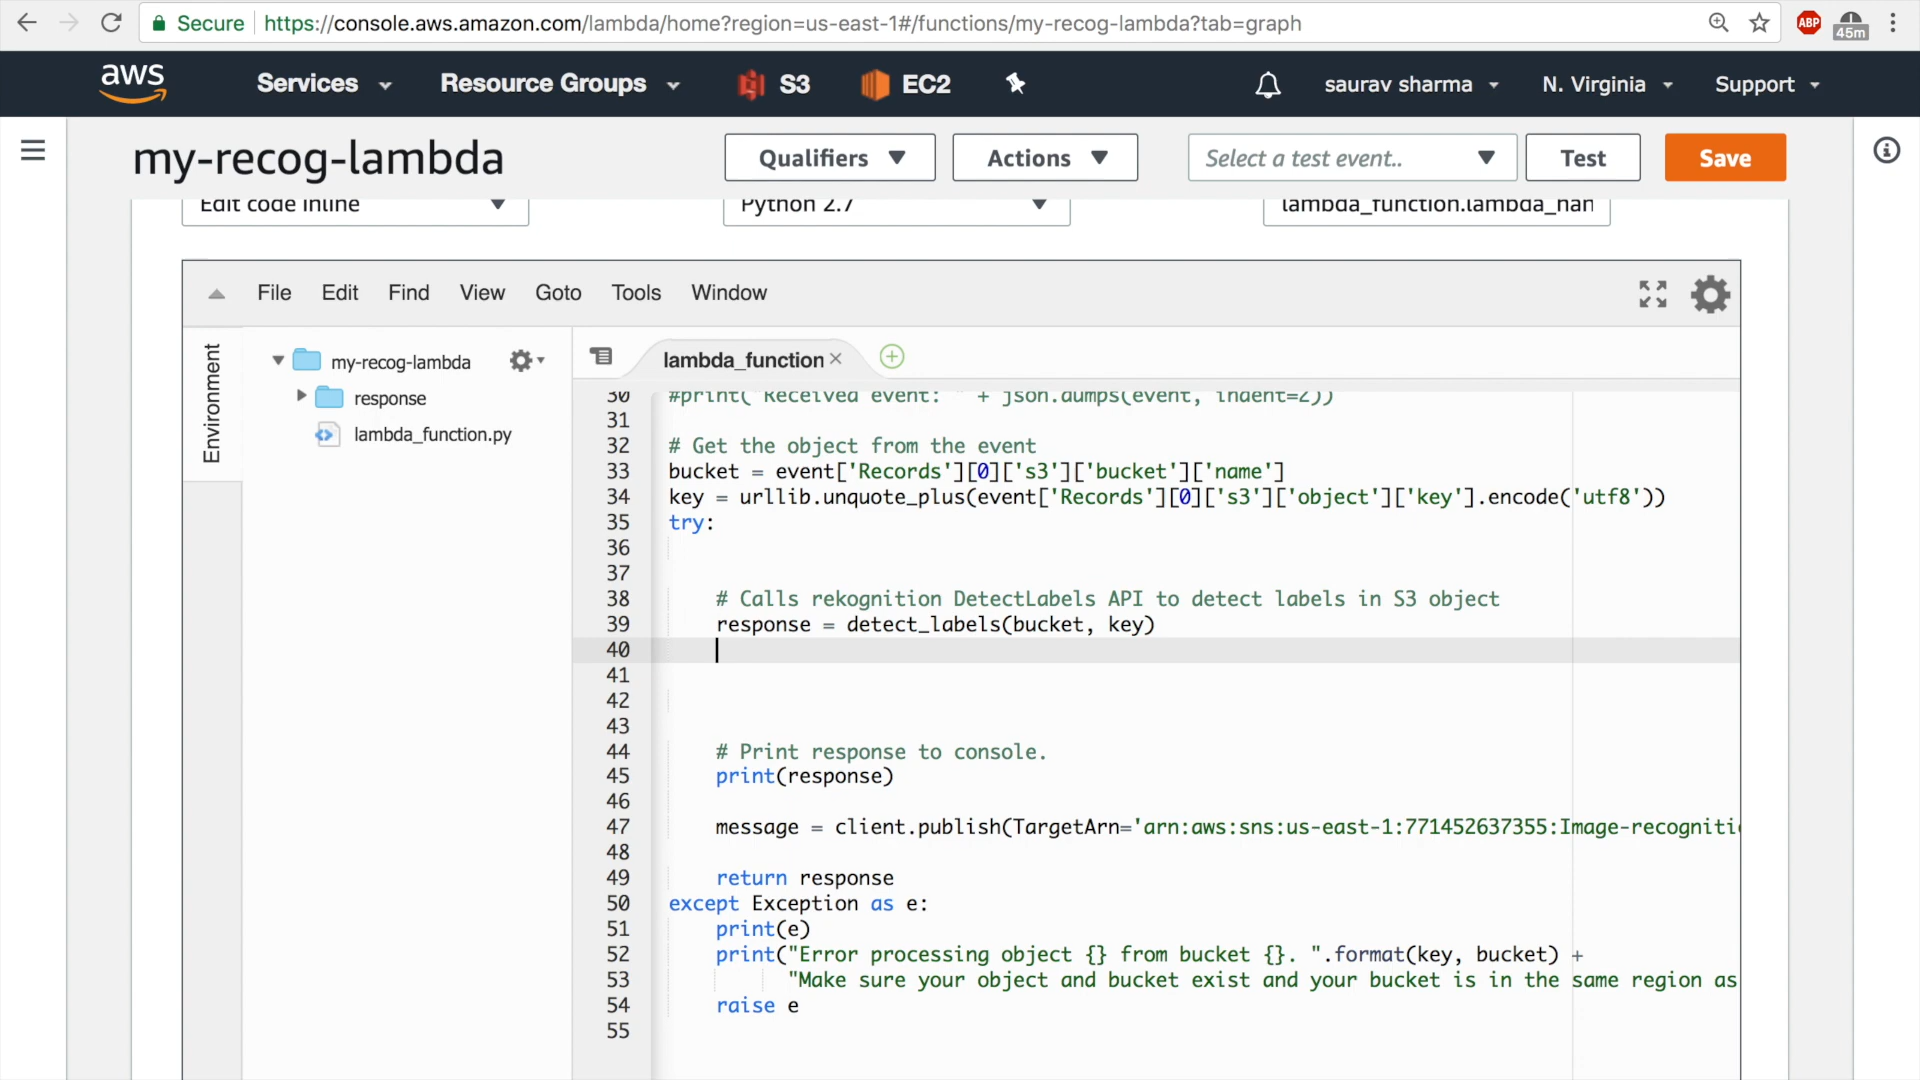 Secure https://console.aws.amazon.com/lambda/home?region=us-east-1#/functions/my-recog-lambda?tab=graph
ABP
45m
aws Services Resource Groups S3 EC2 saurav sharma N. Virginia Support
my-recog-lambda Qualifiers Actions Select a test event.. Test Save
Edit code inline Python 2.7 lambda_function.lambda_han
File Edit Find View Goto Tools Window
Environment
my-recog-lambda
response
lambda_function.py
lambda_function
30 #print("Received event: " + json.dumps(event, indent=2))
31
32 # Get the object from the event
33 bucket = event['Records'][0]['s3']['bucket']['name']
34 key = urllib.unquote_plus(event['Records'][0]['s3']['object']['key'].encode('utf8'))
35 try:
36
37
38 # Calls rekognition DetectLabels API to detect labels in S3 object
39 response = detect_labels(bucket, key)
40
41
42
43
44 # Print response to console.
45 print(response)
46
47 message = client.publish(TargetArn='arn:aws:sns:us-east-1:771452637355:Image-recogniti
48
49 return response
50 except Exception as e:
51 print(e)
52 print("Error processing object {} from bucket {}. ".format(key, bucket) +
53 "Make sure your object and bucket exist and your bucket is in the same region as
54 raise e
55